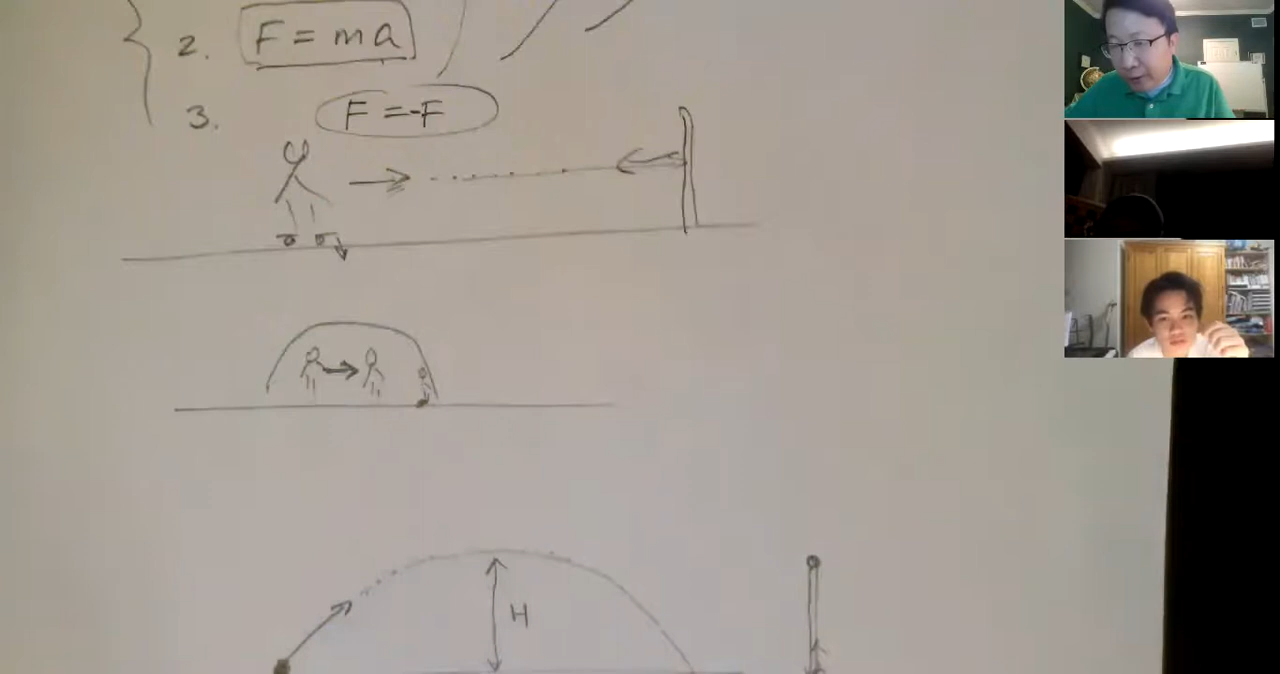 2. F = ma
3. F = -F
H